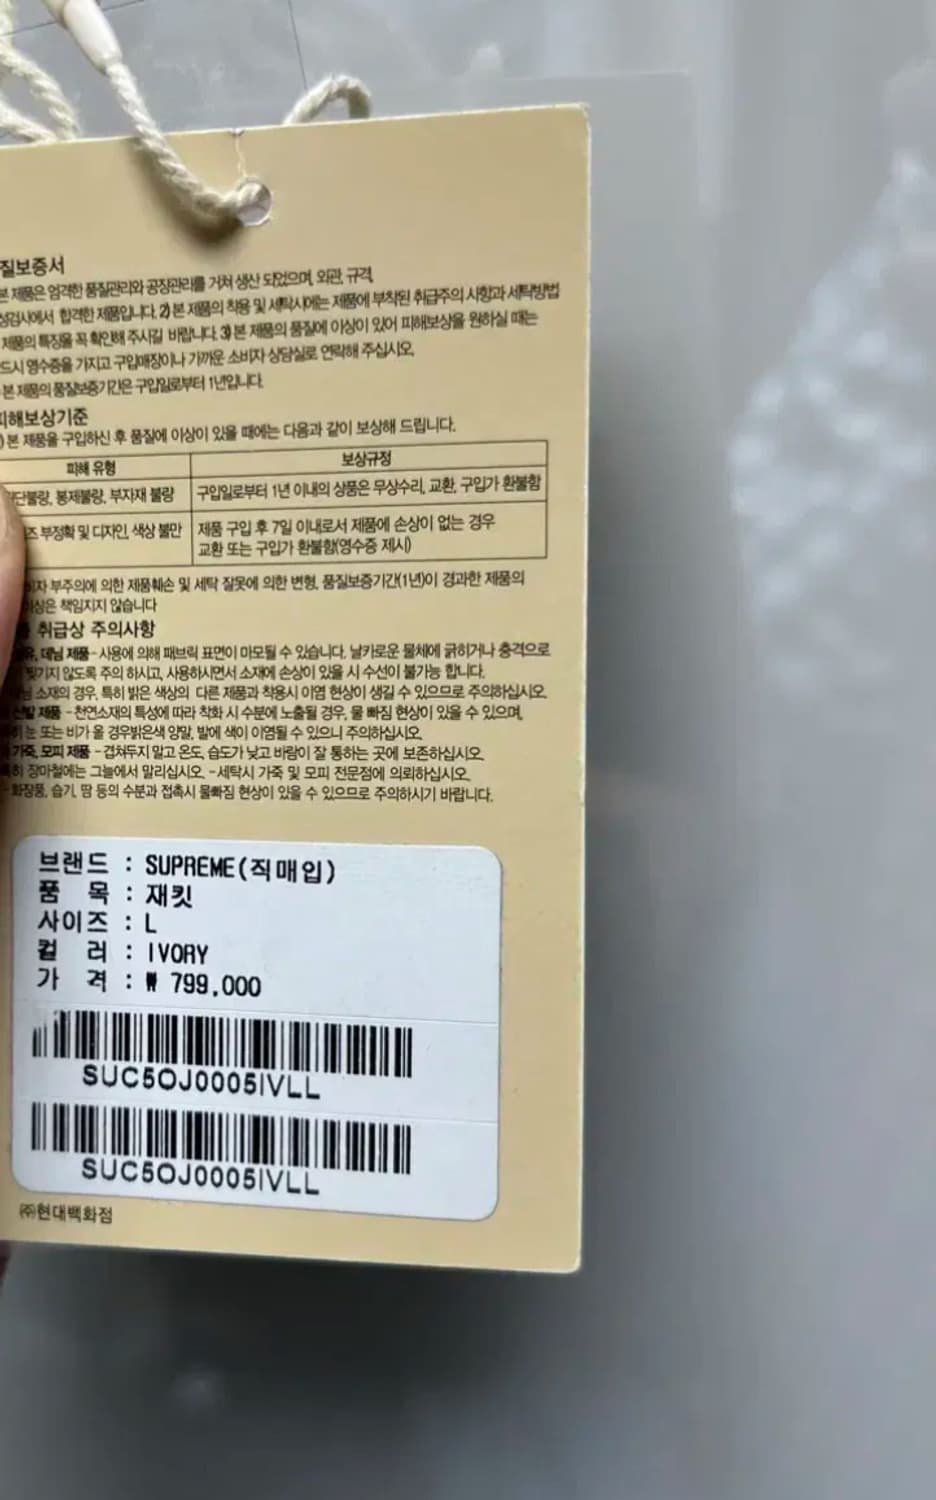 질보증서
본 제품은 엄격한 품질관리와 공장관리를 거쳐 생산 되었으며, 외관, 규격,
성검사에서 합격한 제품입니다. 2) 본 제품의 착용 및 세탁시에는 제품에 부착된 취급주의 사항과 세탁방법
제품의 특징을 꼭 확인해 주시길 바랍니다. 3) 본 제품의 품질에 이상이 있어 피해보상을 원하실 때는
드시 영수증을 가지고 구입매장이나 가까운 소비자 상담실로 연락해 주십시오.
본 제품의 품질보증기간은 구입일로부터 1년입니다.
피해보상기준
) 본 제품을 구입하신 후 품질에 이상이 있을 때에는 다음과 같이 보상해 드립니다.
피해 유형 보상규정
단불량, 봉제불량, 부자재 불량 구입일로부터 1년 이내의 상품은 무상수리, 교환, 구입가 환불함
즈 부정확 및 디자인, 색상 불만 제품 구입 후 7일 이내로서 제품에 손상이 없는 경우
교환 또는 구입가 환불함(영수증 제시)
자 부주의에 의한 제품훼손 및 세탁 잘못에 의한 변형, 품질보증기간(1년)이 경과한 제품의
이상은 책임지지 않습니다
취급상 주의사항
유, 데님 제품 - 사용에 의해 패브릭 표면이 마모될 수 있습니다. 날카로운 물체에 긁히거나 충격으로
찢기지 않도록 주의 하시고, 사용하시면서 소재에 손상이 있을 시 수선이 불가능 합니다.
님 소재의 경우, 특히 밝은 색상의 다른 제품과 착용시 이염 현상이 생길 수 있으므로 주의하십시오.
신발 제품 - 천연소재의 특성에 따라 착화 시 수분에 노출될 경우, 물 빠짐 현상이 있을 수 있으며,
히 눈 또는 비가 올 경우밝은색 양말, 발에 색이 이염될 수 있으니 주의하십시오.
가죽, 모피 제품 - 겹쳐두지 말고 온도, 습도가 낮고 바람이 잘 통하는 곳에 보존하십시오.
특히 장마철에는 그늘에서 말리십시오. - 세탁시 가죽 및 모피 전문점에 의뢰하십시오.
- 화장품, 습기, 땀 등의 수분과 접촉시 물빠짐 현상이 있을 수 있으므로 주의하시기 바랍니다.
브랜드 : SUPREME(직매입)
품 목 : 재킷
사이즈 : L
컬 러 : IVORY
가 격 : ₩ 799,000
SUC5OJ0005IVLL
SUC5OJ0005IVLL
㈜현대백화점